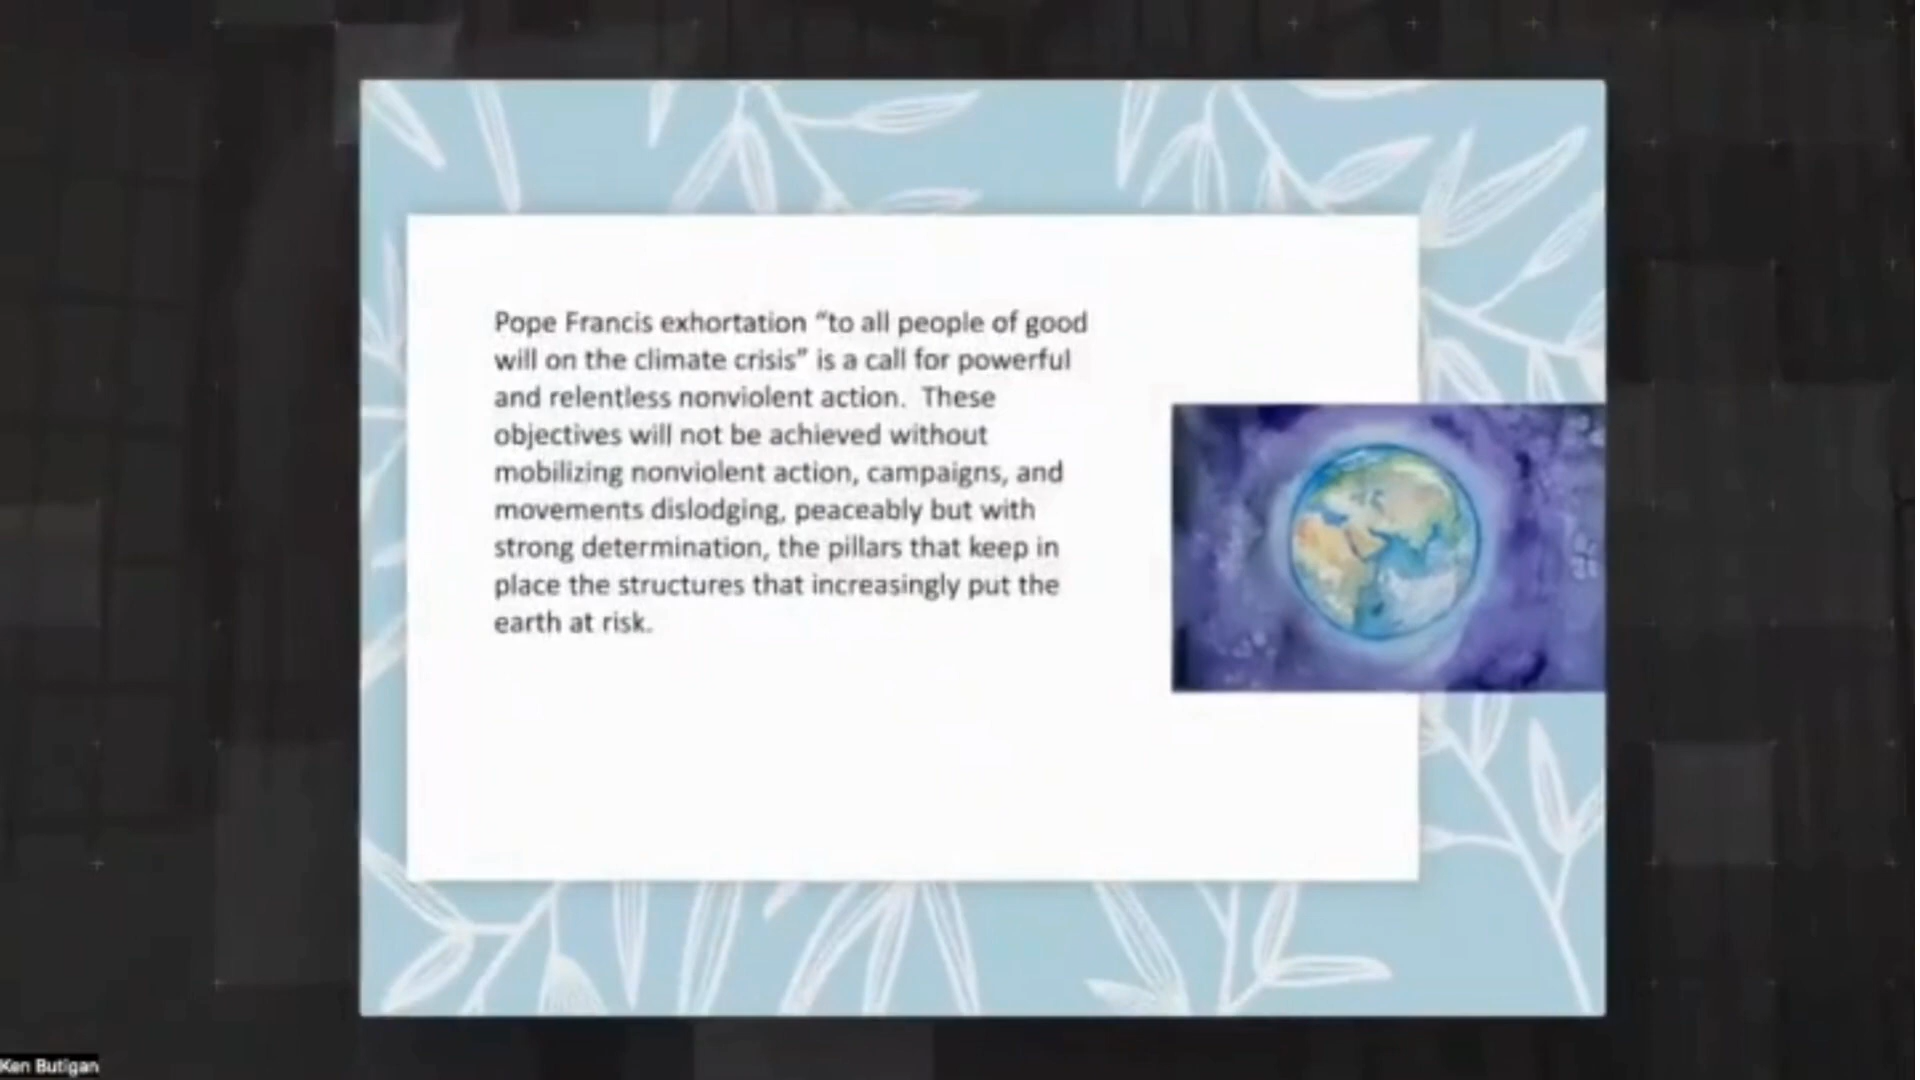 Pope Francis exhortation “to all people of good
will on the climate crisis” is a call for powerful
and relentless nonviolent action.  These
objectives will not be achieved without
mobilizing nonviolent action, campaigns, and
movements dislodging, peaceably but with
strong determination, the pillars that keep in
place the structures that increasingly put the
earth at risk.
Ken Butigan